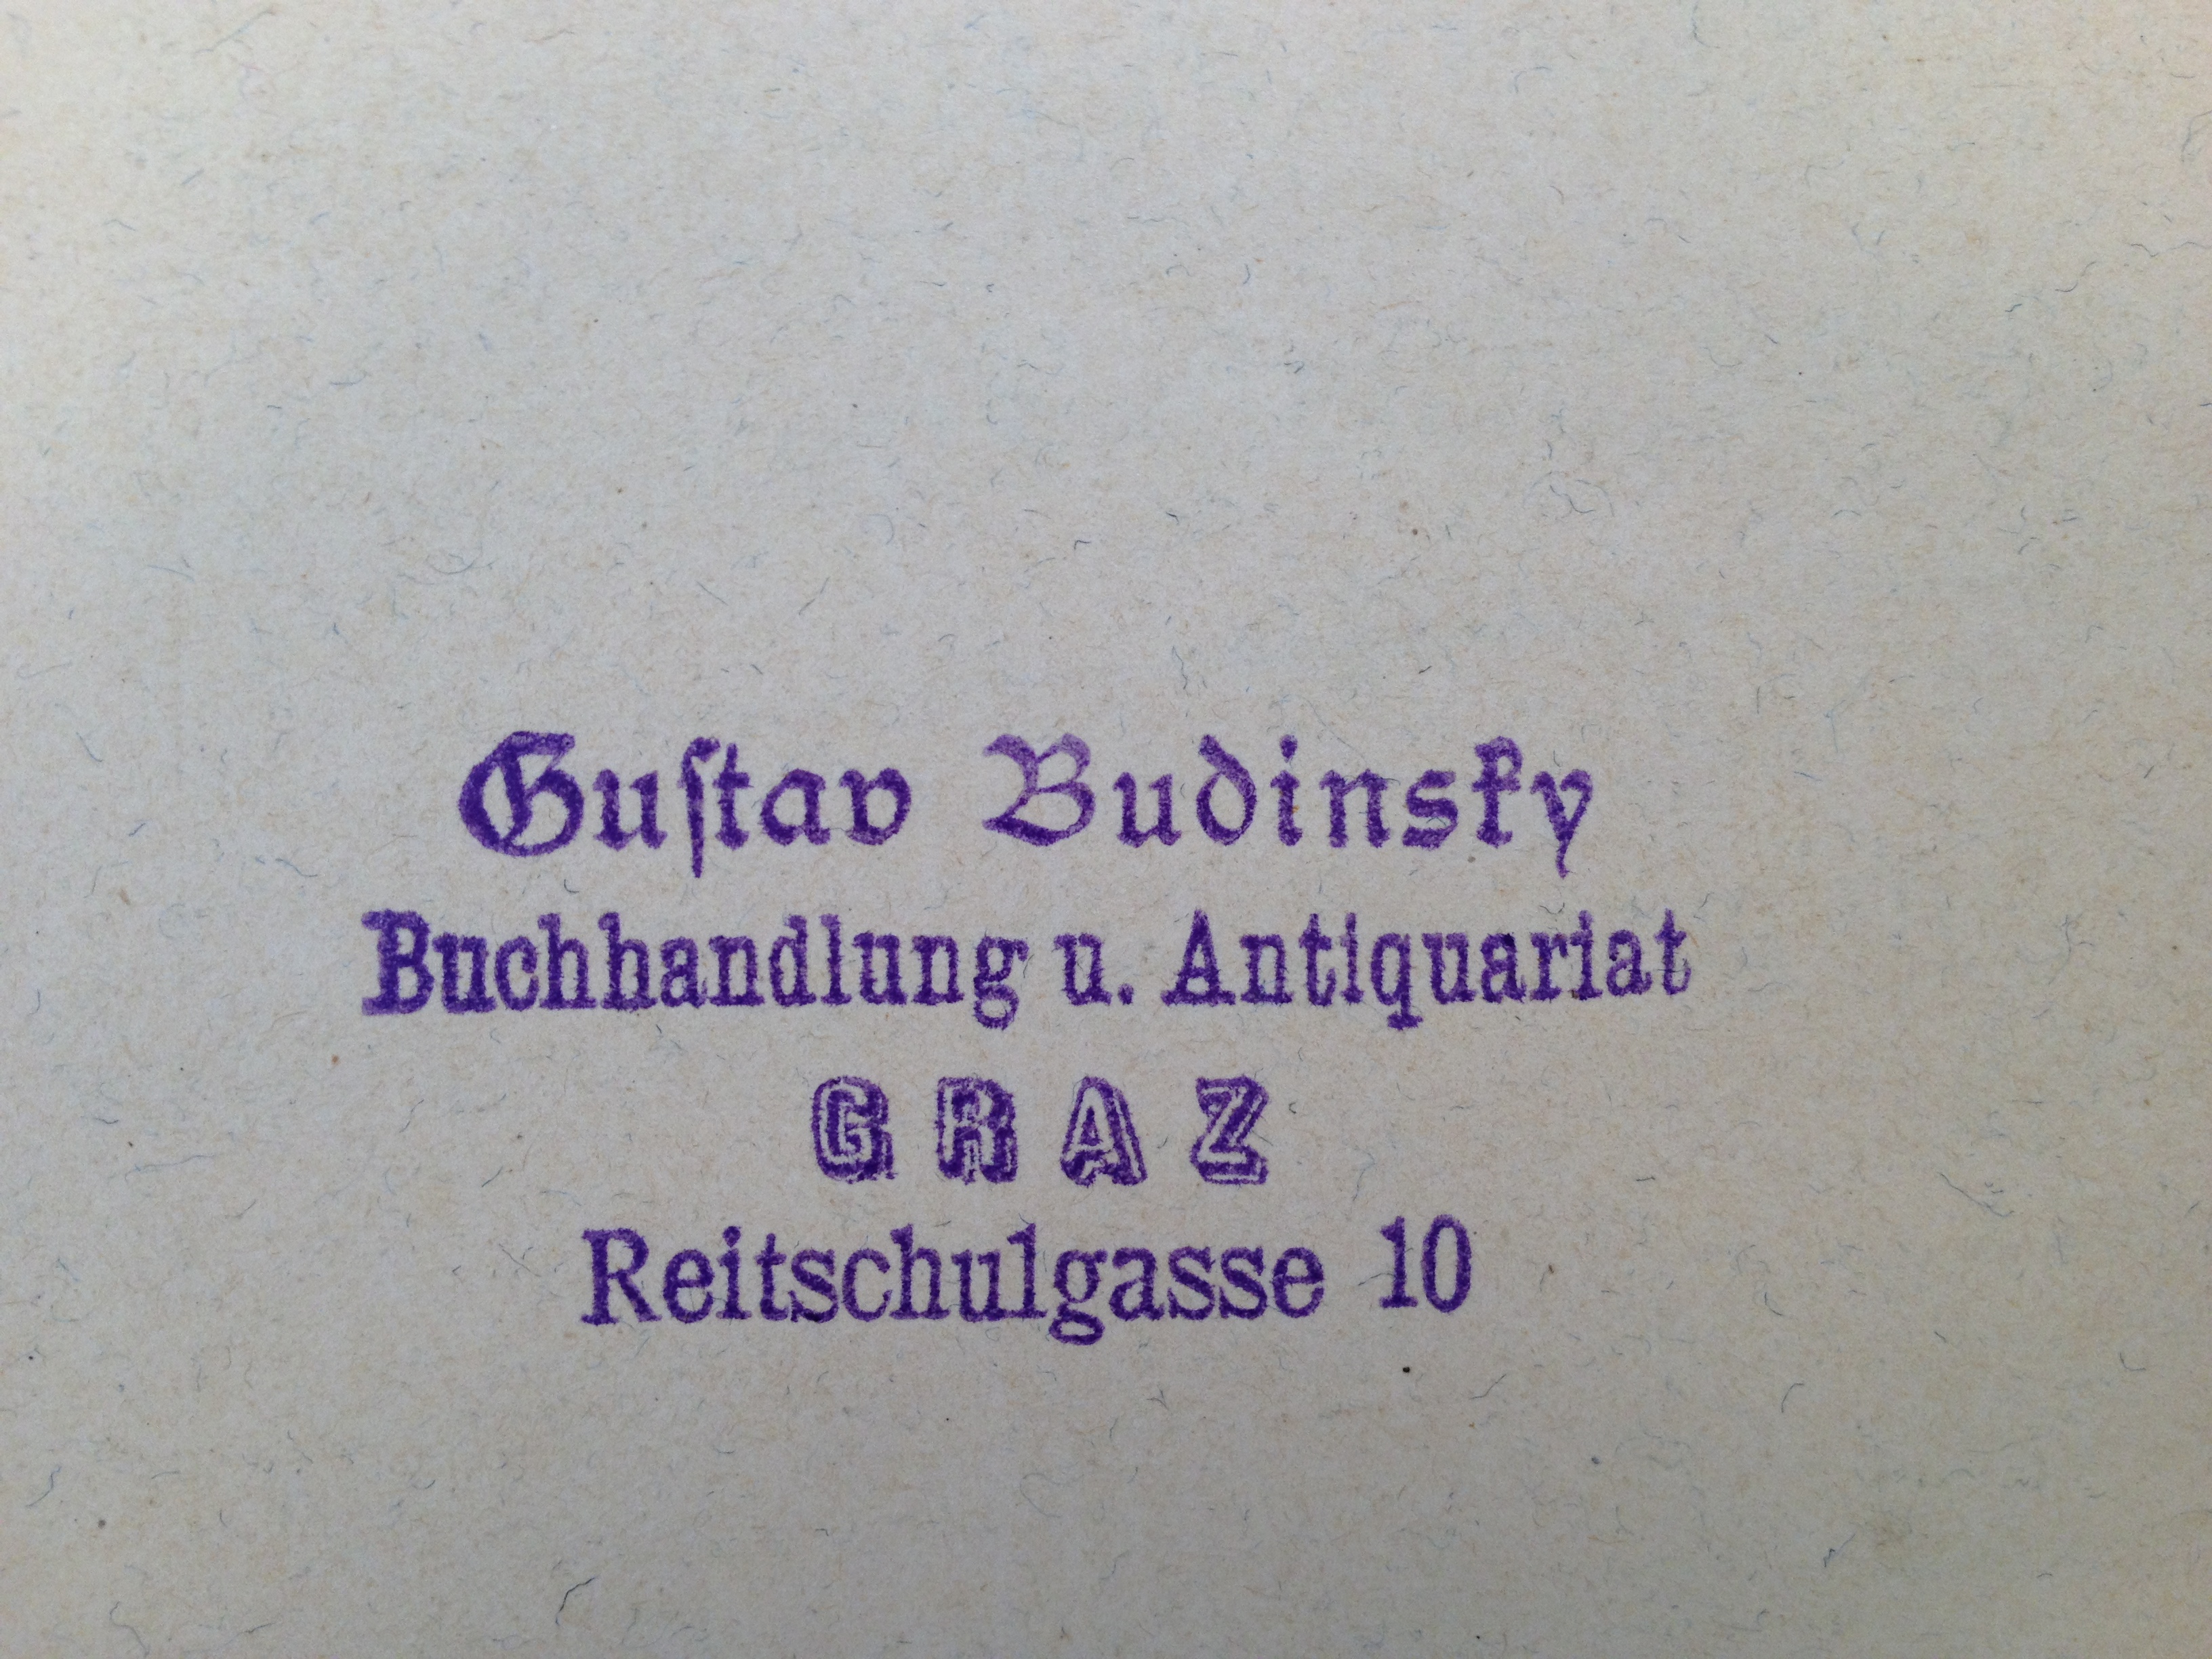 Guſtav Budinsky
Buchhandlung u. Antiquariat
GRAZ
Reitschulgasse 10